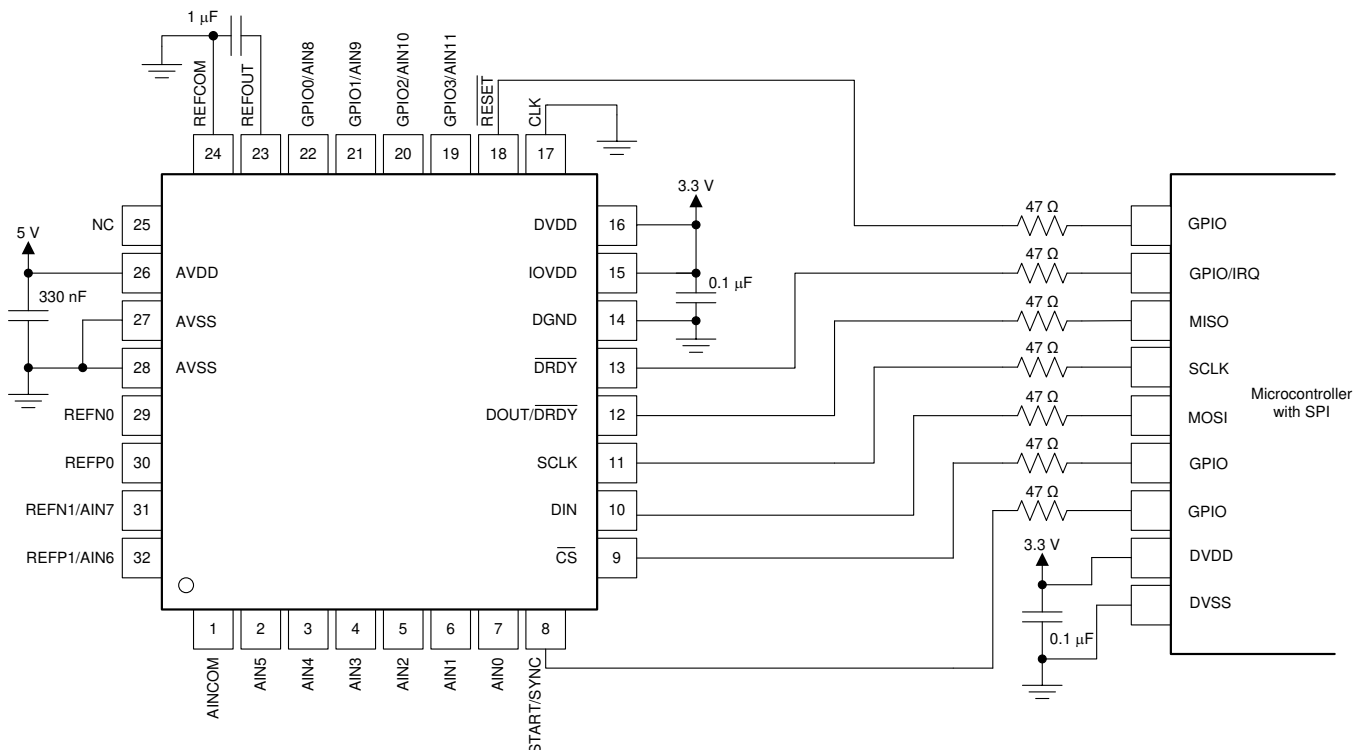 1 μF
REFCOM
REFOUT
GPIO0/AIN8
GPIO1/AIN9
GPIO2/AIN10
GPIO3/AIN11
RESET
CLK
24
23
22
21
20
19
18
17
NC
25
5 V
26
AVDD
330 nF
27
AVSS
28
AVSS
REFN0
29
REFP0
30
REFN1/AIN7
31
REFP1/AIN6
32
3.3 V
DVDD
16
IOVDD
15
0.1 μF
DGND
14
DRDY
13
DOUT/DRDY
12
SCLK
11
DIN
10
CS
9
1
2
3
4
5
6
7
8
AINCOM
AIN5
AIN4
AIN3
AIN2
AIN1
AIN0
START/SYNC
47 Ω
GPIO
47 Ω
GPIO/IRQ
47 Ω
MISO
47 Ω
SCLK
47 Ω
MOSI
47 Ω
GPIO
47 Ω
GPIO
Microcontroller
with SPI
3.3 V
DVDD
DVSS
0.1 μF